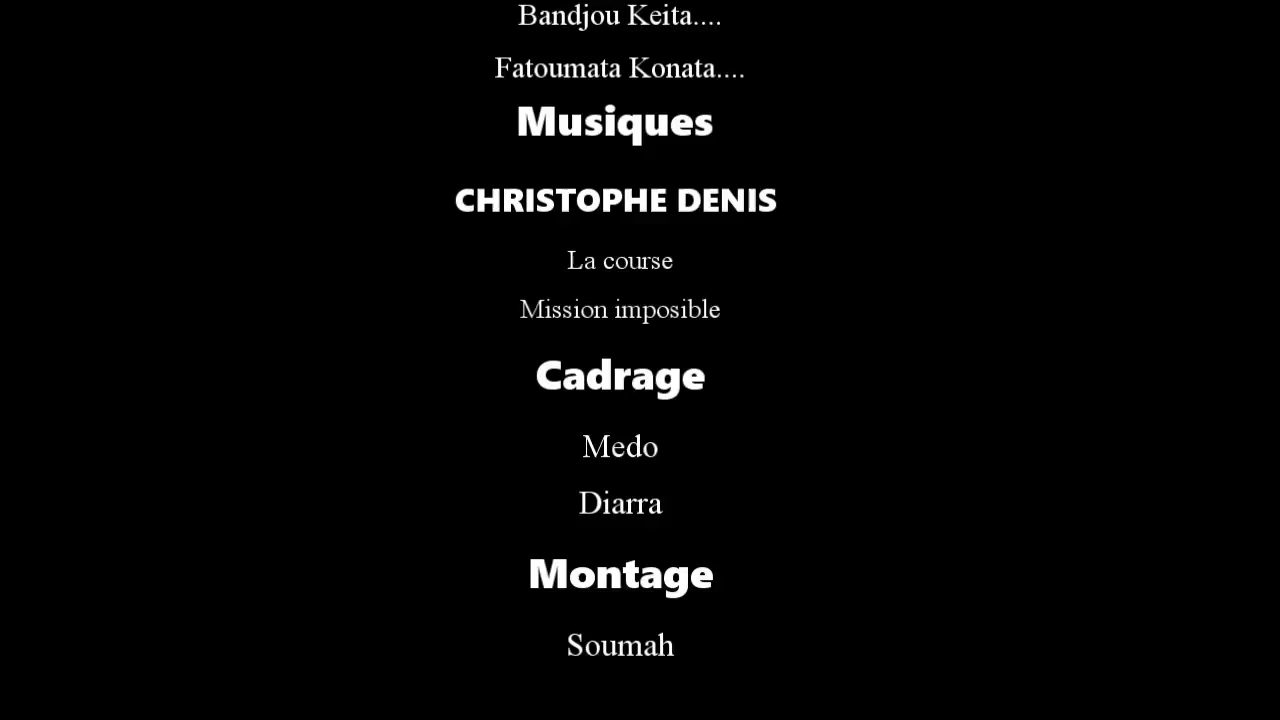 Bandjou Keita....
Fatoumata Konata....
Musiques
CHRISTOPHE DENIS
La course
Mission imposible
Cadrage
Medo
Diarra
Montage
Soumah